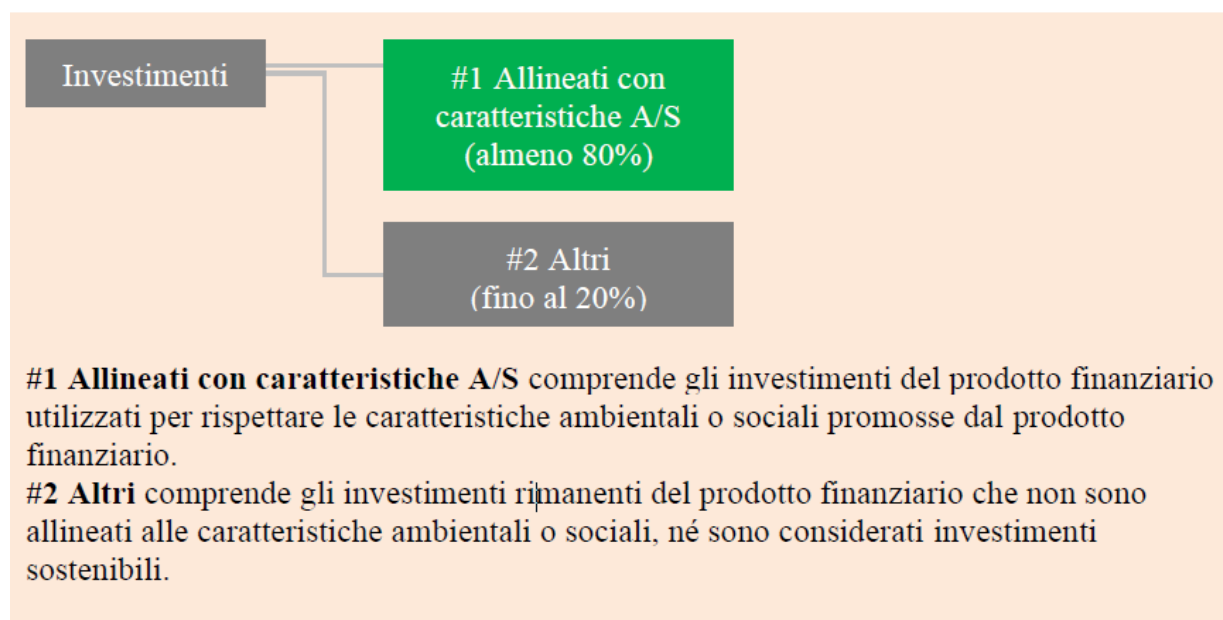 Investimenti
#1 Allineati con
caratteristiche A/S
(almeno 80%)
#2 Altri
(fino al 20%)
#1 Allineati con caratteristiche A/S comprende gli investimenti del prodotto finanziario
utilizzati per rispettare le caratteristiche ambientali o sociali promosse dal prodotto
finanziario.
#2 Altri comprende gli investimenti rimanenti del prodotto finanziario che non sono
allineati alle caratteristiche ambientali o sociali, né sono considerati investimenti
sostenibili.